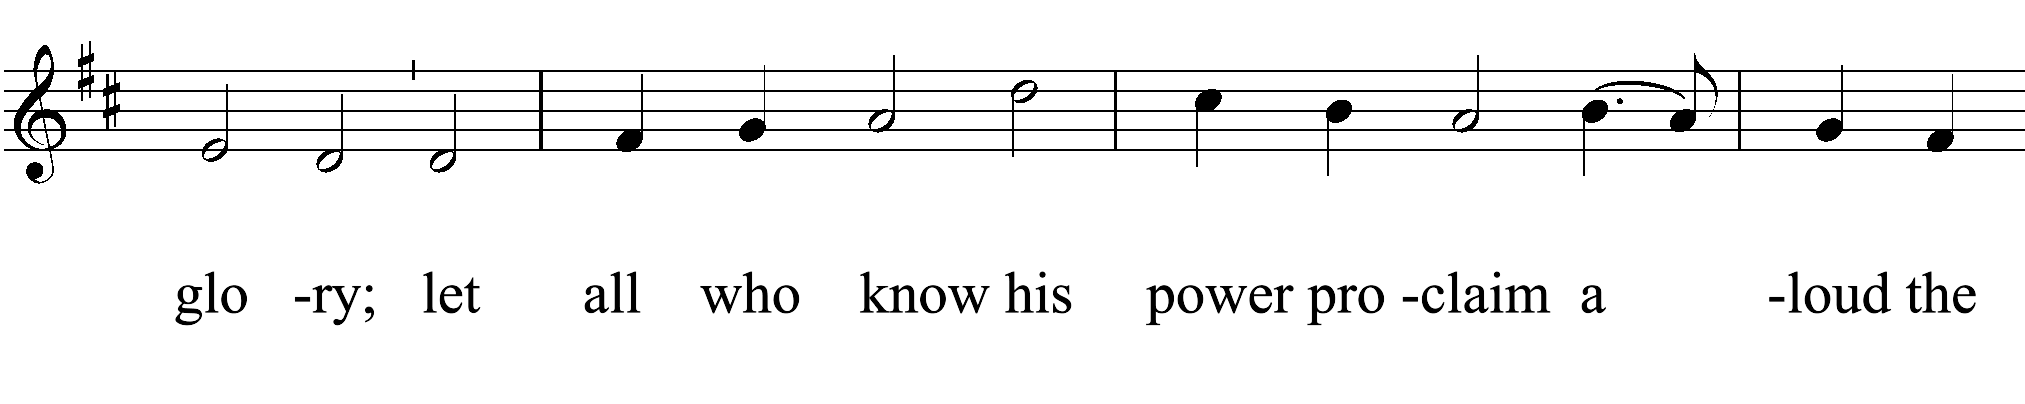 glo -ry; let all who know his power pro -claim a -loud the